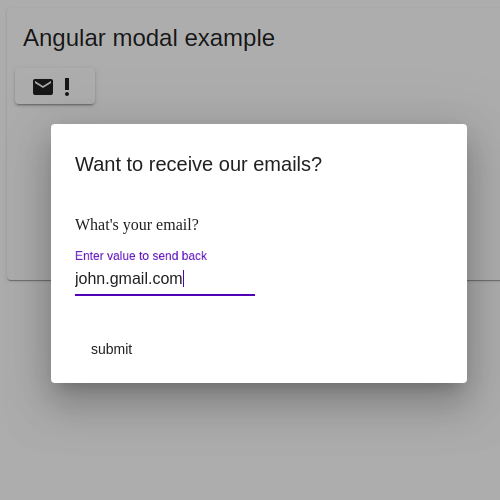 Angular modal example
Want to receive our emails?
What's your email?
Enter value to send back
john.gmail.com
submit